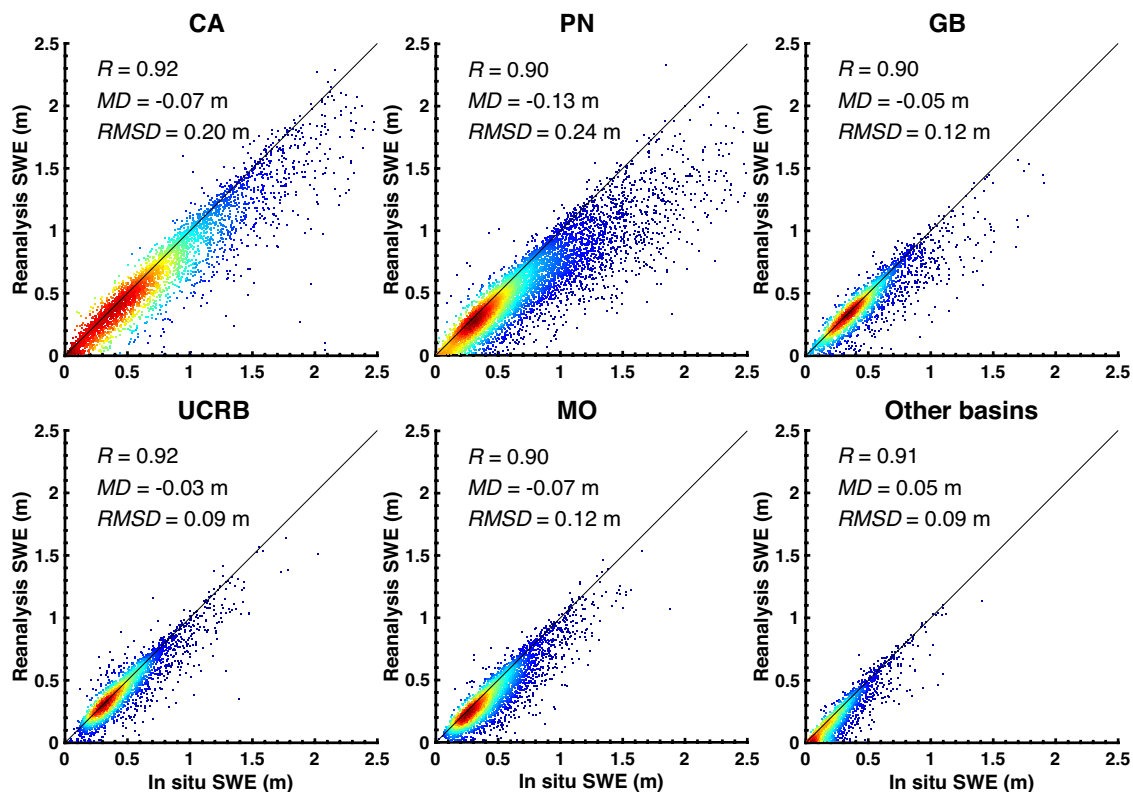 CA
R = 0.92
MD = -0.07 m
RMSD = 0.20 m
Reanalysis SWE (m)
2.5
2
1.5
1
0.5
0
0 0.5 1 1.5 2 2.5
PN
R = 0.90
MD = -0.13 m
RMSD = 0.24 m
Reanalysis SWE (m)
2.5
2
1.5
1
0.5
0
0 0.5 1 1.5 2 2.5
GB
R = 0.90
MD = -0.05 m
RMSD = 0.12 m
Reanalysis SWE (m)
2.5
2
1.5
1
0.5
0
0 0.5 1 1.5 2 2.5
UCRB
R = 0.92
MD = -0.03 m
RMSD = 0.09 m
Reanalysis SWE (m)
2.5
2
1.5
1
0.5
0
0 0.5 1 1.5 2 2.5
In situ SWE (m)
MO
R = 0.90
MD = -0.07 m
RMSD = 0.12 m
Reanalysis SWE (m)
2.5
2
1.5
1
0.5
0
0 0.5 1 1.5 2 2.5
In situ SWE (m)
Other basins
R = 0.91
MD = 0.05 m
RMSD = 0.09 m
Reanalysis SWE (m)
2.5
2
1.5
1
0.5
0
0 0.5 1 1.5 2 2.5
In situ SWE (m)